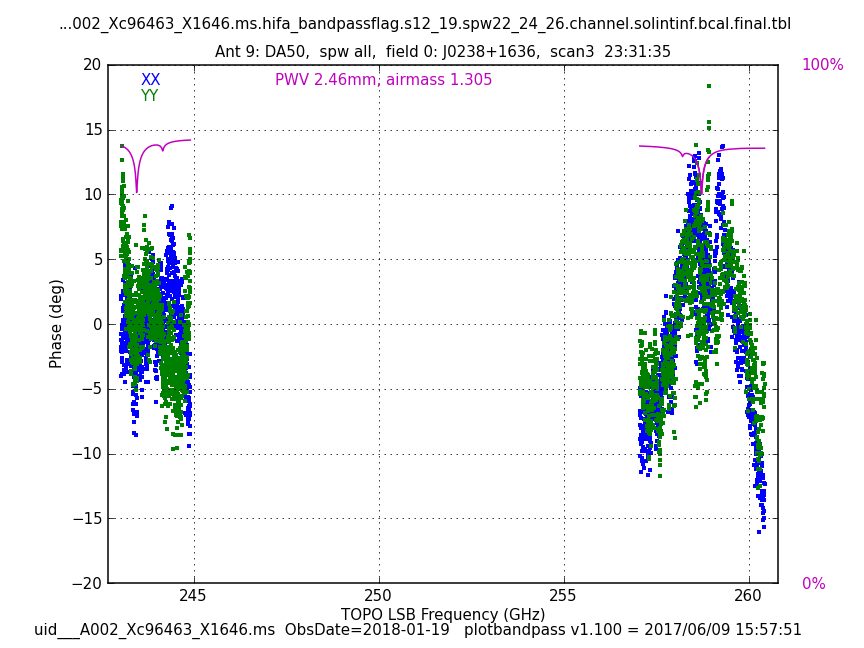 ...002_Xc96463_X1646.ms.hifa_bandpassflag.s12_19.spw22_24_26.channel.solintinf.bcal.final.tbl
Ant 9: DA50,  spw all,  field 0: J0238+1636,  scan3  23:31:35
20
100%
XX
PWV 2.46mm, airmass 1.305
YY
15
10
5
0
−5
−10
−15
−20
0%
Phase (deg)
245
250
255
260
TOPO LSB Frequency (GHz)
uid___A002_Xc96463_X1646.ms  ObsDate=2018-01-19   plotbandpass v1.100 = 2017/06/09 15:57:51